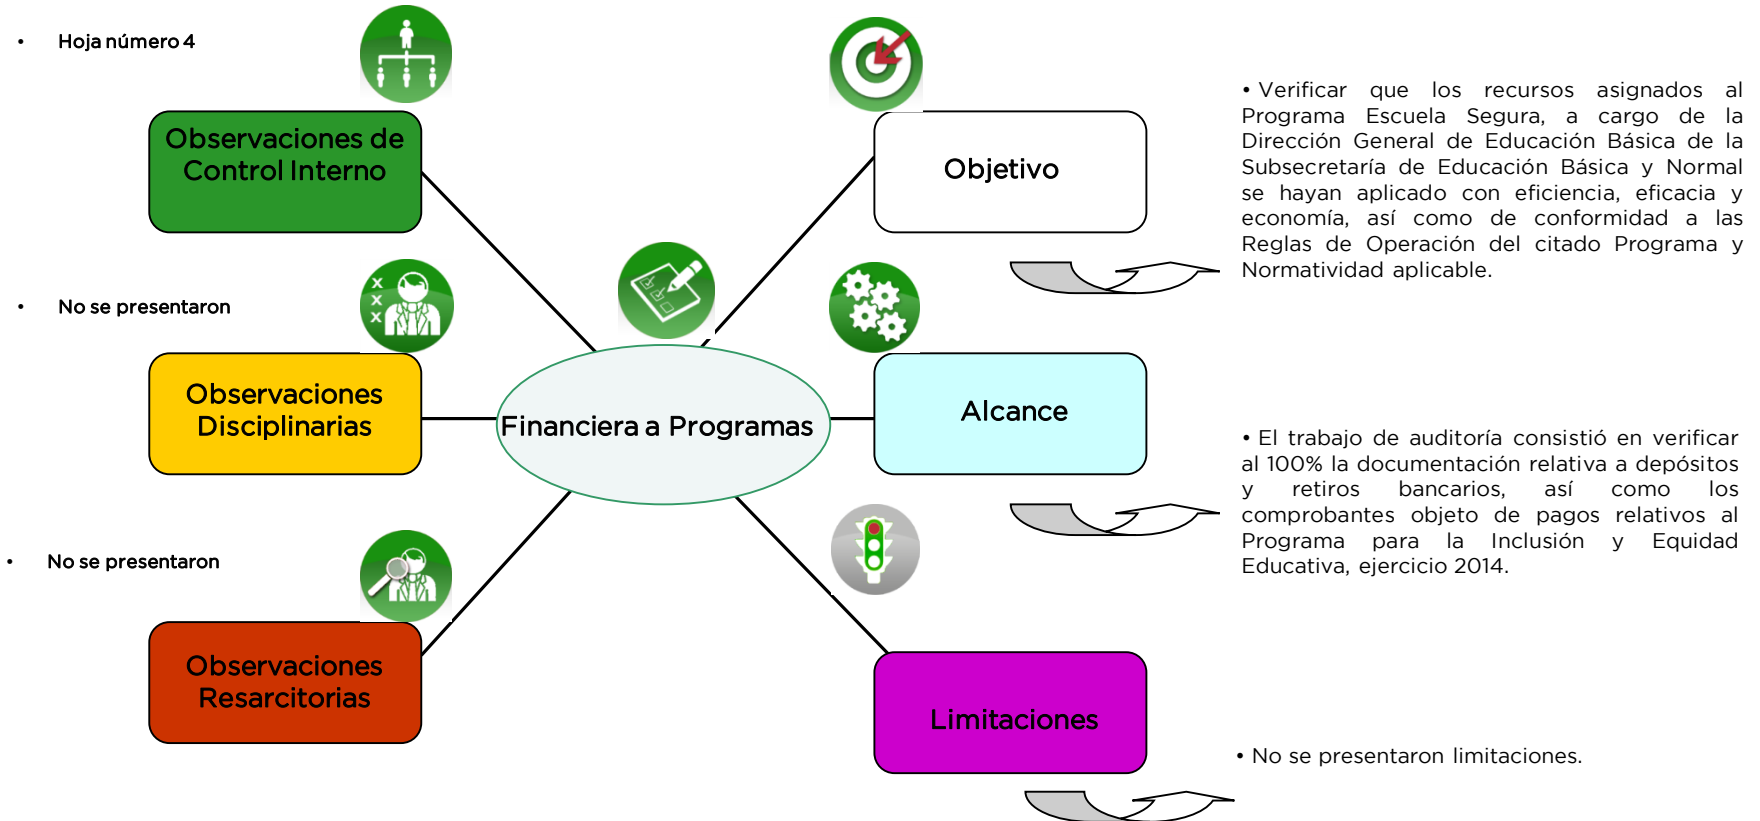 • Hoja número 4
Observaciones de
Control Interno
• No se presentaron
Observaciones
Disciplinarias
• No se presentaron
Observaciones
Resarcitorias
Financiera a Programas
Objetivo
• Verificar que los recursos asignados al
Programa Escuela Segura, a cargo de la
Dirección General de Educación Básica de la
Subsecretaría de Educación Básica y Normal
se hayan aplicado con eficiencia, eficacia y
economía, así como de conformidad a las
Reglas de Operación del citado Programa y
Normatividad aplicable.
Alcance
• El trabajo de auditoría consistió en verificar
al 100% la documentación relativa a depósitos
y retiros bancarios, así como los
comprobantes objeto de pagos relativos al
Programa para la Inclusión y Equidad
Educativa, ejercicio 2014.
Limitaciones
• No se presentaron limitaciones.